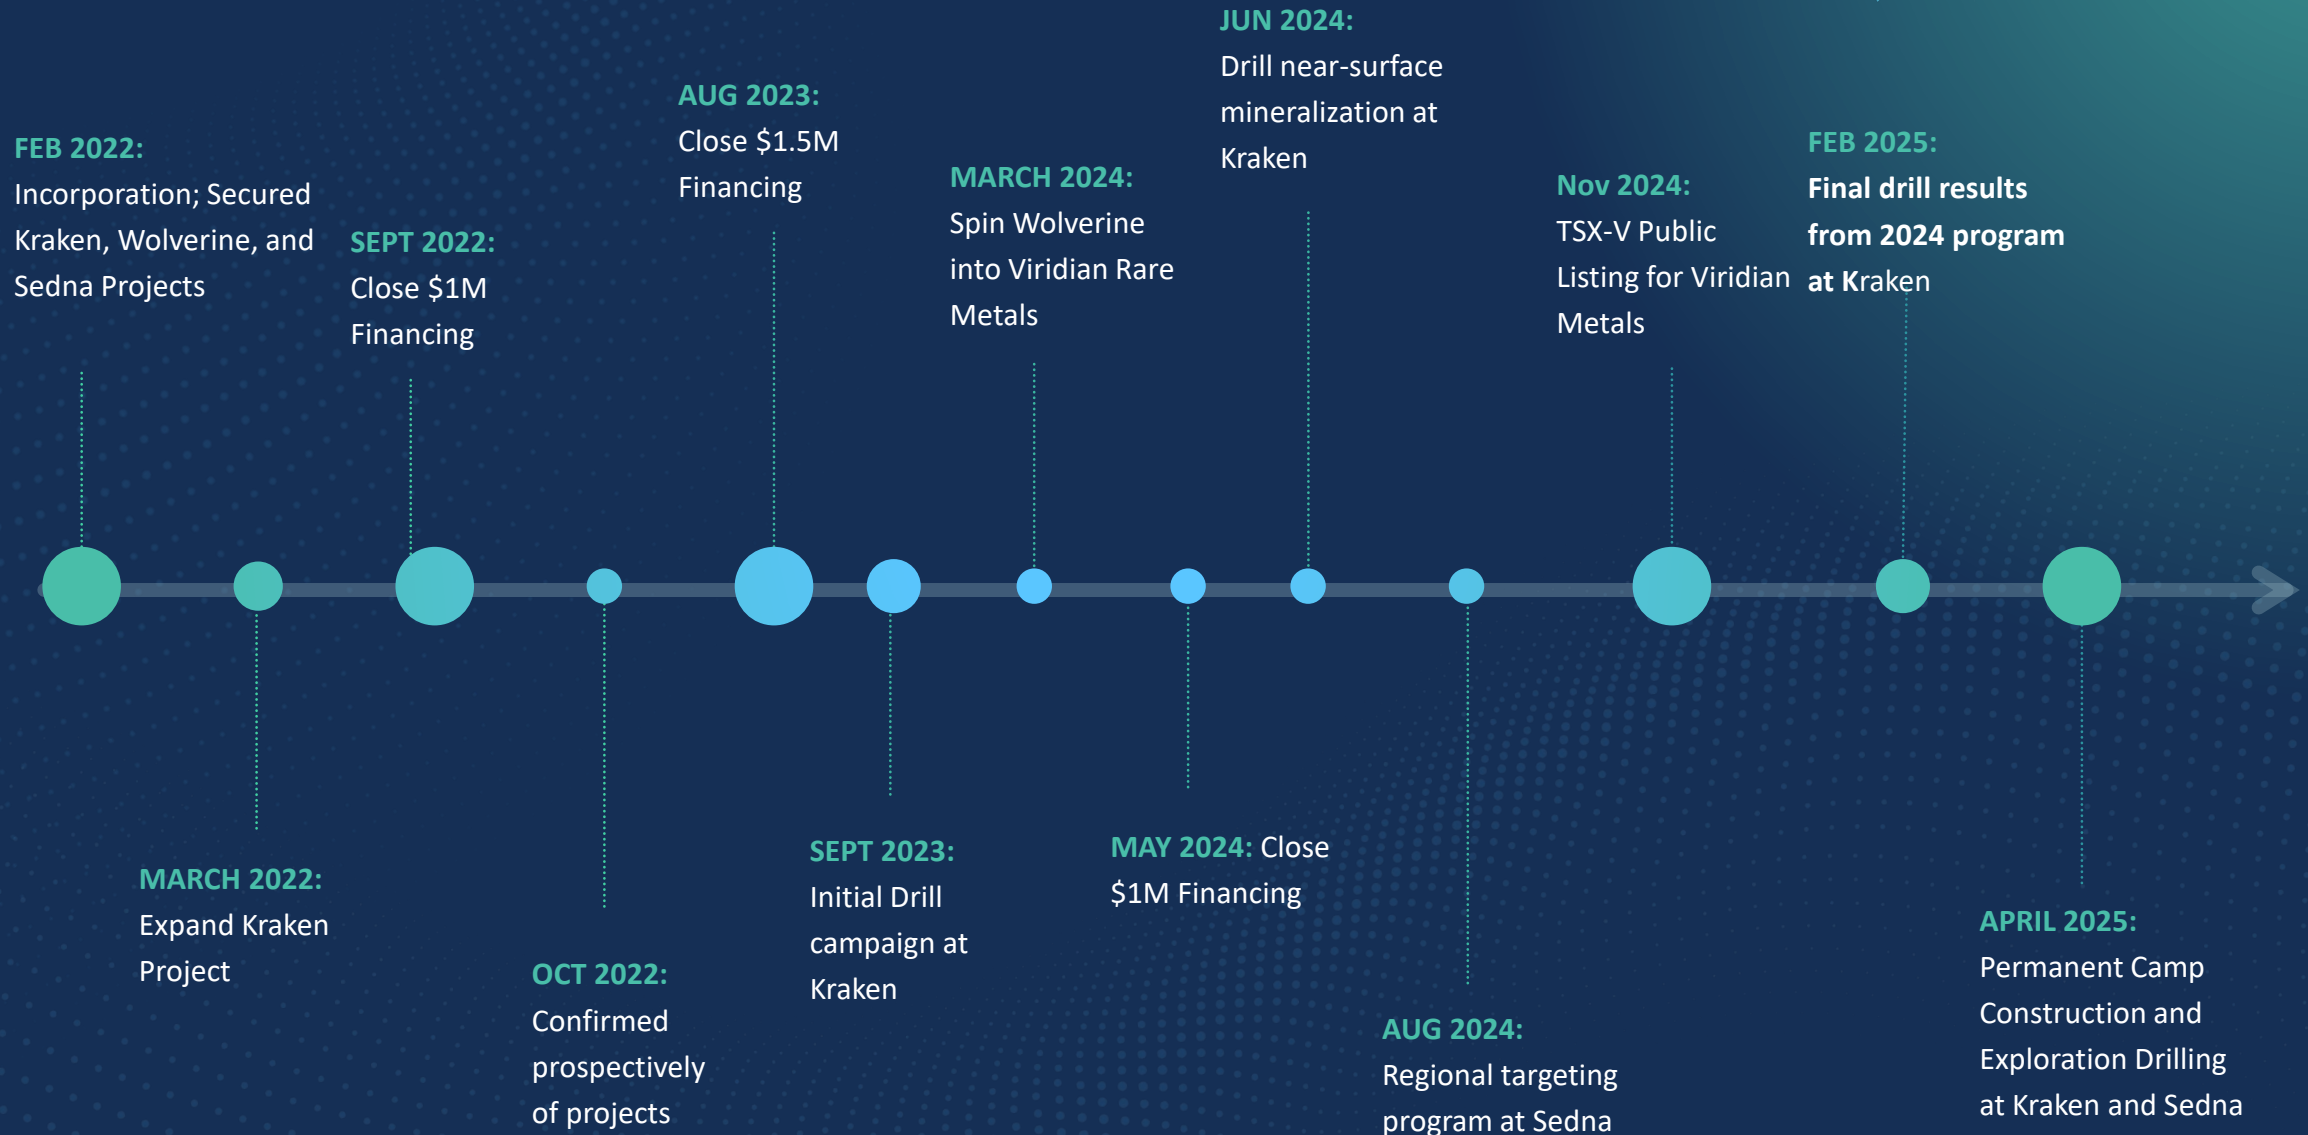 FEB 2022:
Incorporation; Secured
Kraken, Wolverine, and
Sedna Projects
MARCH 2022:
Expand Kraken
Project
SEPT 2022:
Close $1M
Financing
OCT 2022:
Confirmed
prospectively
of projects
AUG 2023:
Close $1.5M
Financing
SEPT 2023:
Initial Drill
campaign at
Kraken
MARCH 2024:
Spin Wolverine
into Viridian Rare
Metals
MAY 2024: Close
$1M Financing
JUN 2024:
Drill near-surface
mineralization at
Kraken
AUG 2024:
Regional targeting
program at Sedna
Nov 2024:
TSX-V Public
Listing for Viridian
Metals
FEB 2025:
Final drill results
from 2024 program
at Kraken
APRIL 2025:
Permanent Camp
Construction and
Exploration Drilling
at Kraken and Sedna